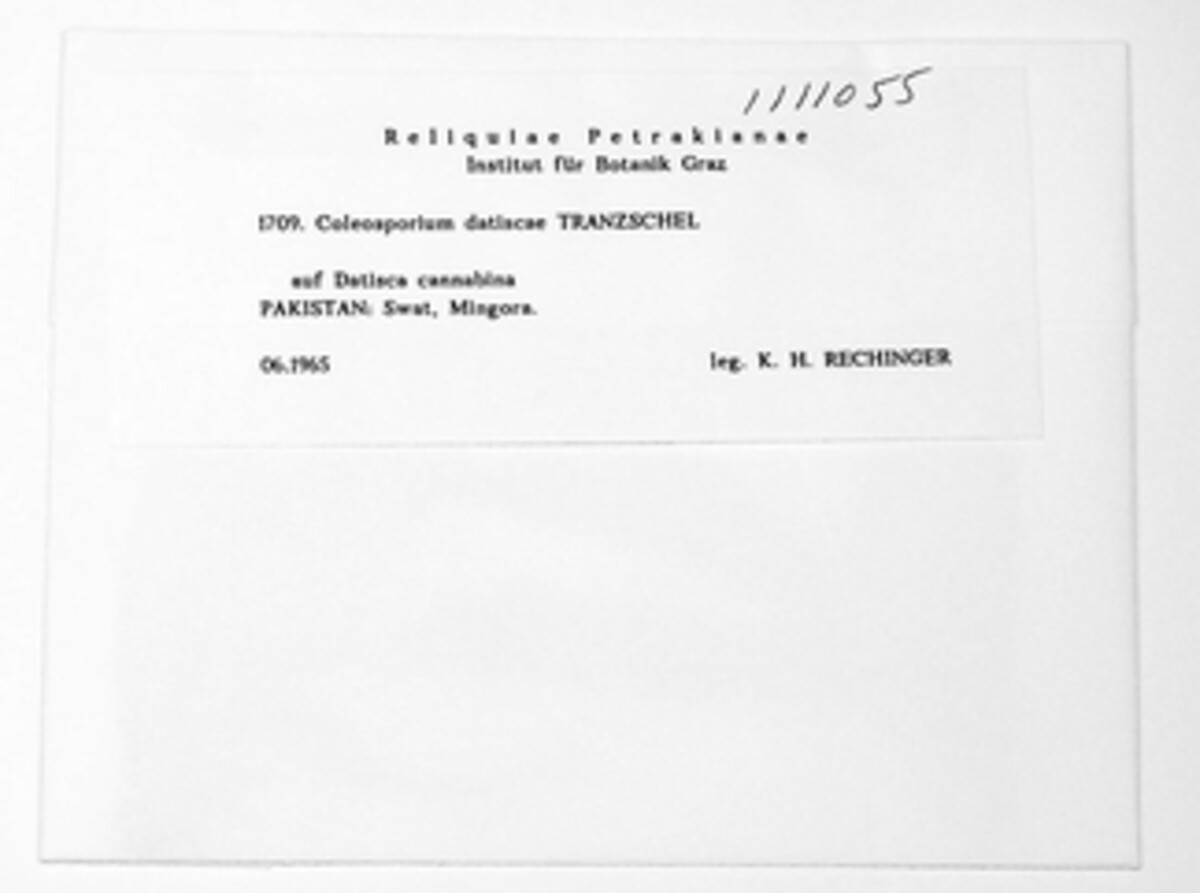 1111055
Reliquiae Petrakianae
Institut für Botanik Graz
1709. Coleosporium datiscae TRANZSCHEL
auf Datisca cannabina
PAKISTAN: Swat, Mingora.
06.1965 leg. K. H. RECHINGER